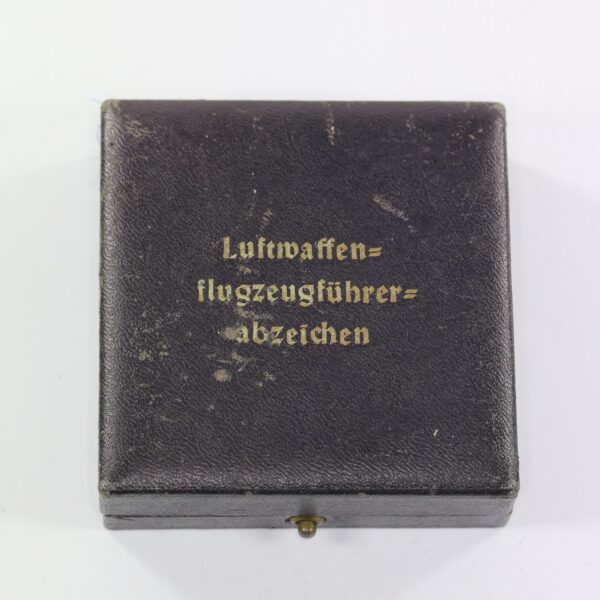 Luftwaffen=
flugzeugführer=
abzeichen